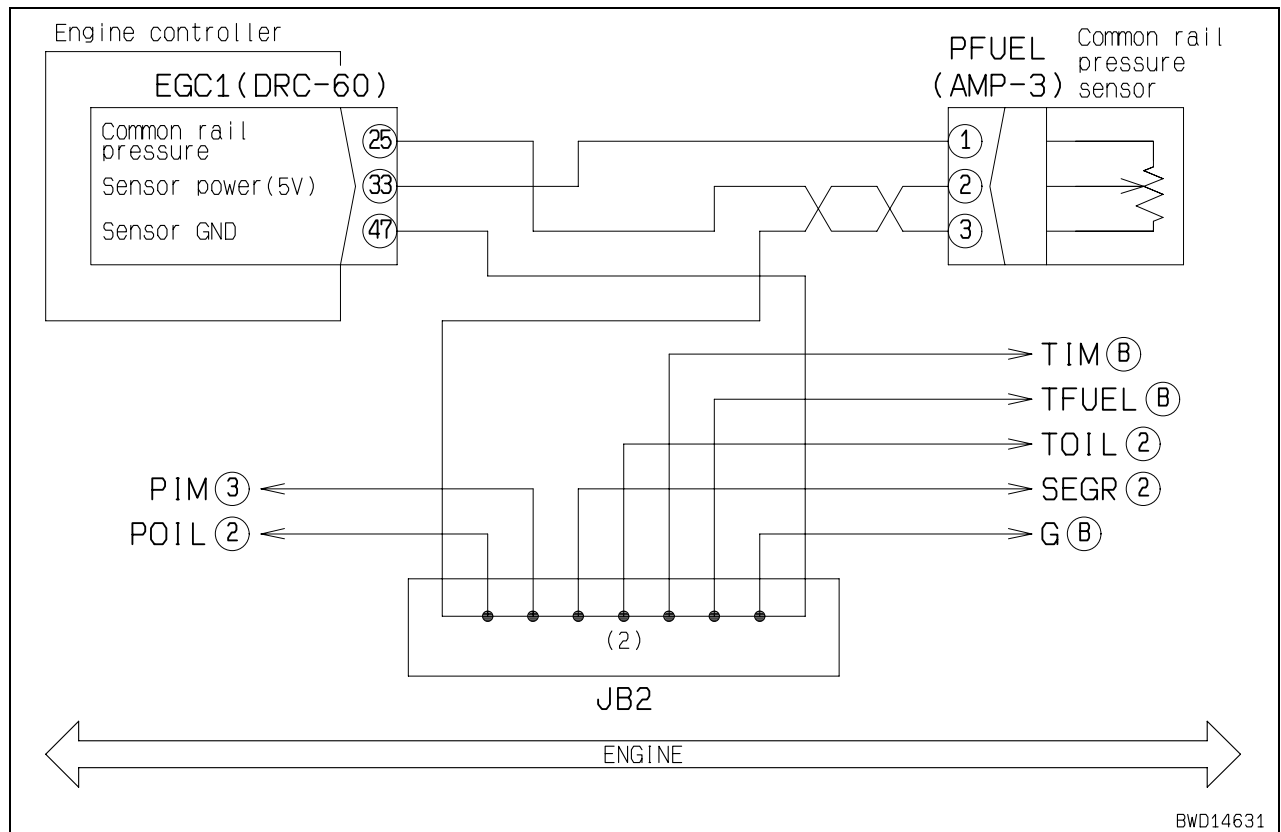 Engine controller
EGC1(DRC-60)
Common rail
pressure
25
Sensor power(5V)
33
Sensor GND
47
PFUEL
(AMP-3)
Common rail
pressure
sensor
1
2
3
TIM B
TFUEL B
TOIL 2
SEGR 2
G B
PIM 3
POIL 2
(2)
JB2
ENGINE
BWD14631